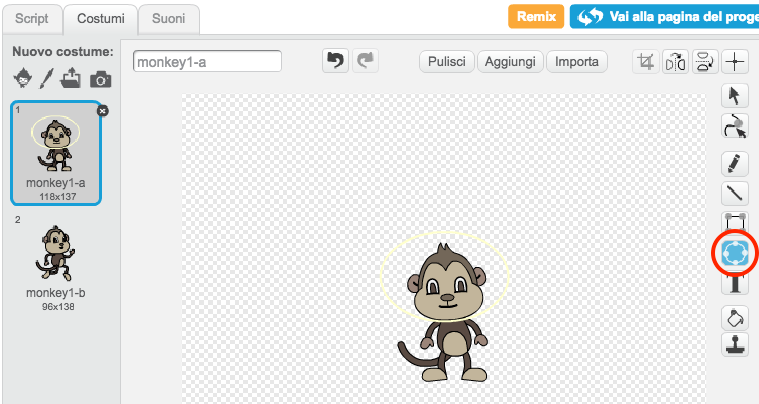 Script Costumi Suoni Remix Vai alla pagina del proge
Nuovo costume: monkey1-a Pulisci Aggiungi Importa
1
monkey1-a
118x137
2
monkey1-b
96x138
T